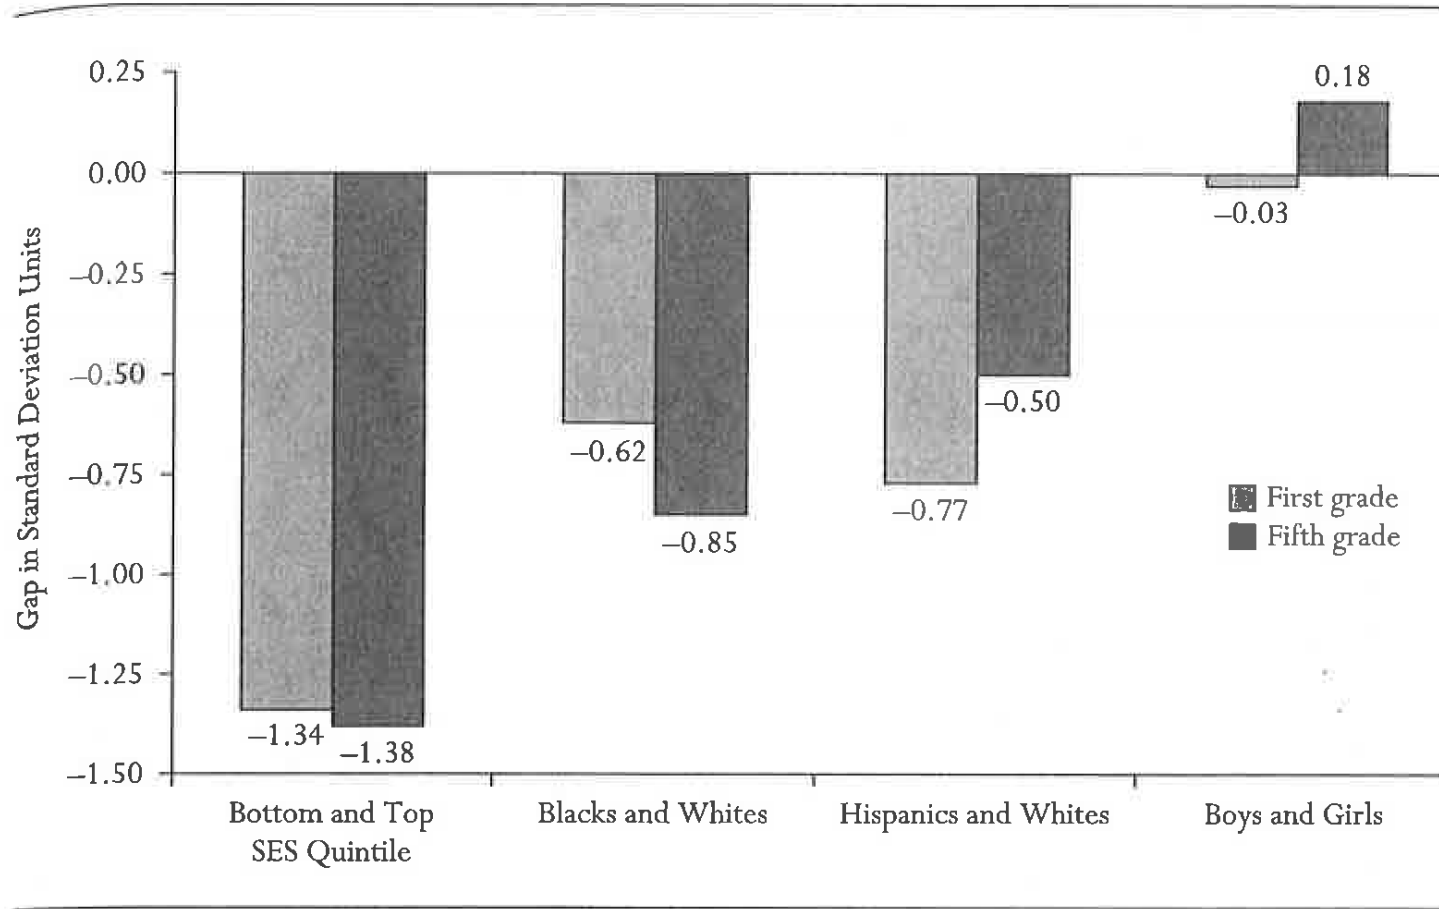 0.25
0.00
−0.25
−0.50
−0.75
−1.00
−1.25
−1.50
Gap in Standard Deviation Units
−1.34
−1.38
−0.62
−0.85
−0.77
−0.50
−0.03
0.18
First grade
Fifth grade
Bottom and Top
SES Quintile
Blacks and Whites
Hispanics and Whites
Boys and Girls